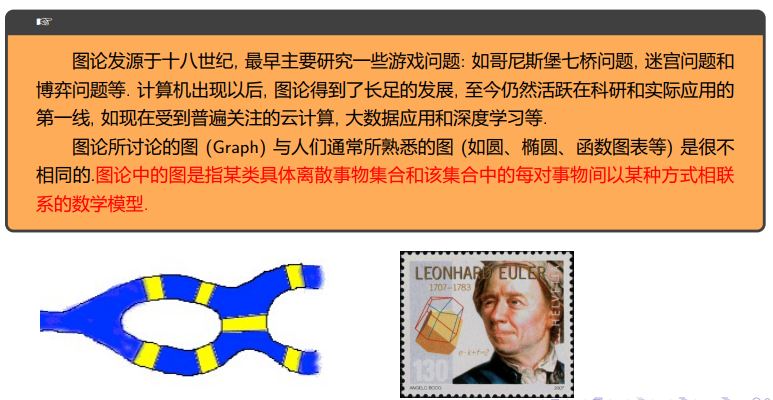 图论发源于十八世纪, 最早主要研究一些游戏问题: 如哥尼斯堡七桥问题, 迷宫问题和
博弈问题等. 计算机出现以后, 图论得到了长足的发展, 至今仍然活跃在科研和实际应用的
第一线, 如现在受到普遍关注的云计算, 大数据应用和深度学习等.
图论所讨论的图 (Graph) 与人们通常所熟悉的图 (如圆、椭圆、函数图表等) 是很不
相同的.图论中的图是指某类具体离散事物集合和该集合中的每对事物间以某种方式相联
系的数学模型.
LEONHARD EULER
1707–1783
HELVETIA
e-k+f=2
130
ANGELO BOOG
2007